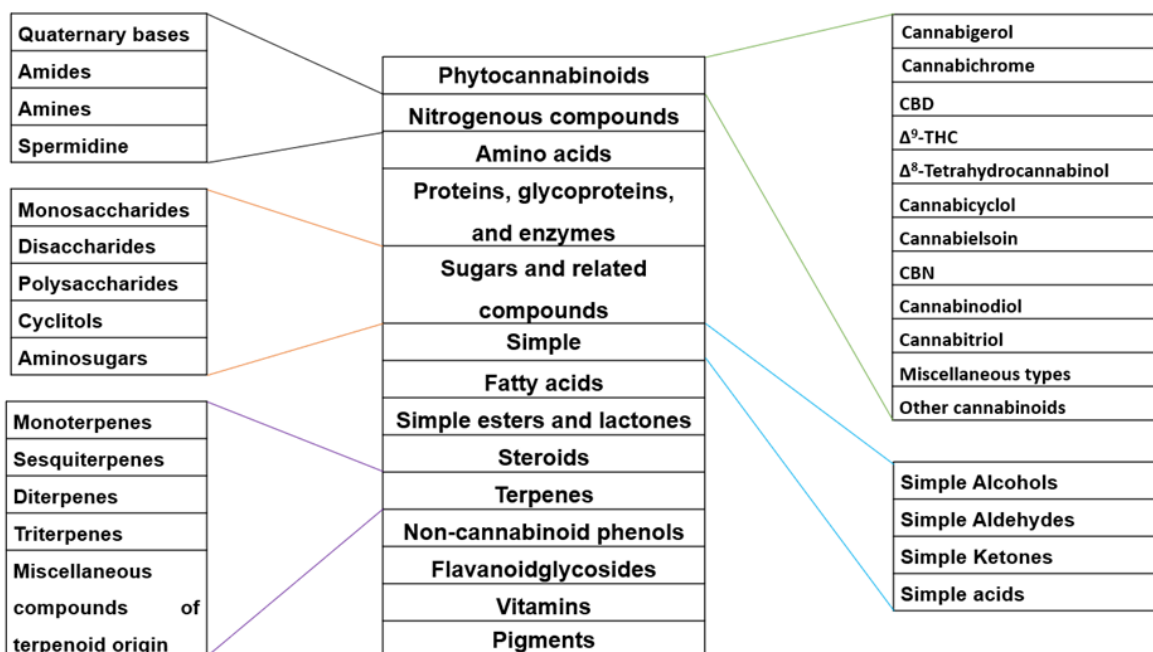 Quaternary bases
Amides
Amines
Spermidine
Monosaccharides
Disaccharides
Polysaccharides
Cyclitols
Aminosugars
Monoterpenes
Sesquiterpenes
Diterpenes
Triterpenes
Miscellaneous
compounds of
terpenoid origin
Phytocannabinoids
Nitrogenous compounds
Amino acids
Proteins, glycoproteins,
and enzymes
Sugars and related
compounds
Simple
Fatty acids
Simple esters and lactones
Steroids
Terpenes
Non-cannabinoid phenols
Flavanoidglycosides
Vitamins
Pigments
Cannabigerol
Cannabichrome
CBD
Δ⁹-THC
Δ⁸-Tetrahydrocannabinol
Cannabicyclol
Cannabielsoin
CBN
Cannabinodiol
Cannabitriol
Miscellaneous types
Other cannabinoids
Simple Alcohols
Simple Aldehydes
Simple Ketones
Simple acids